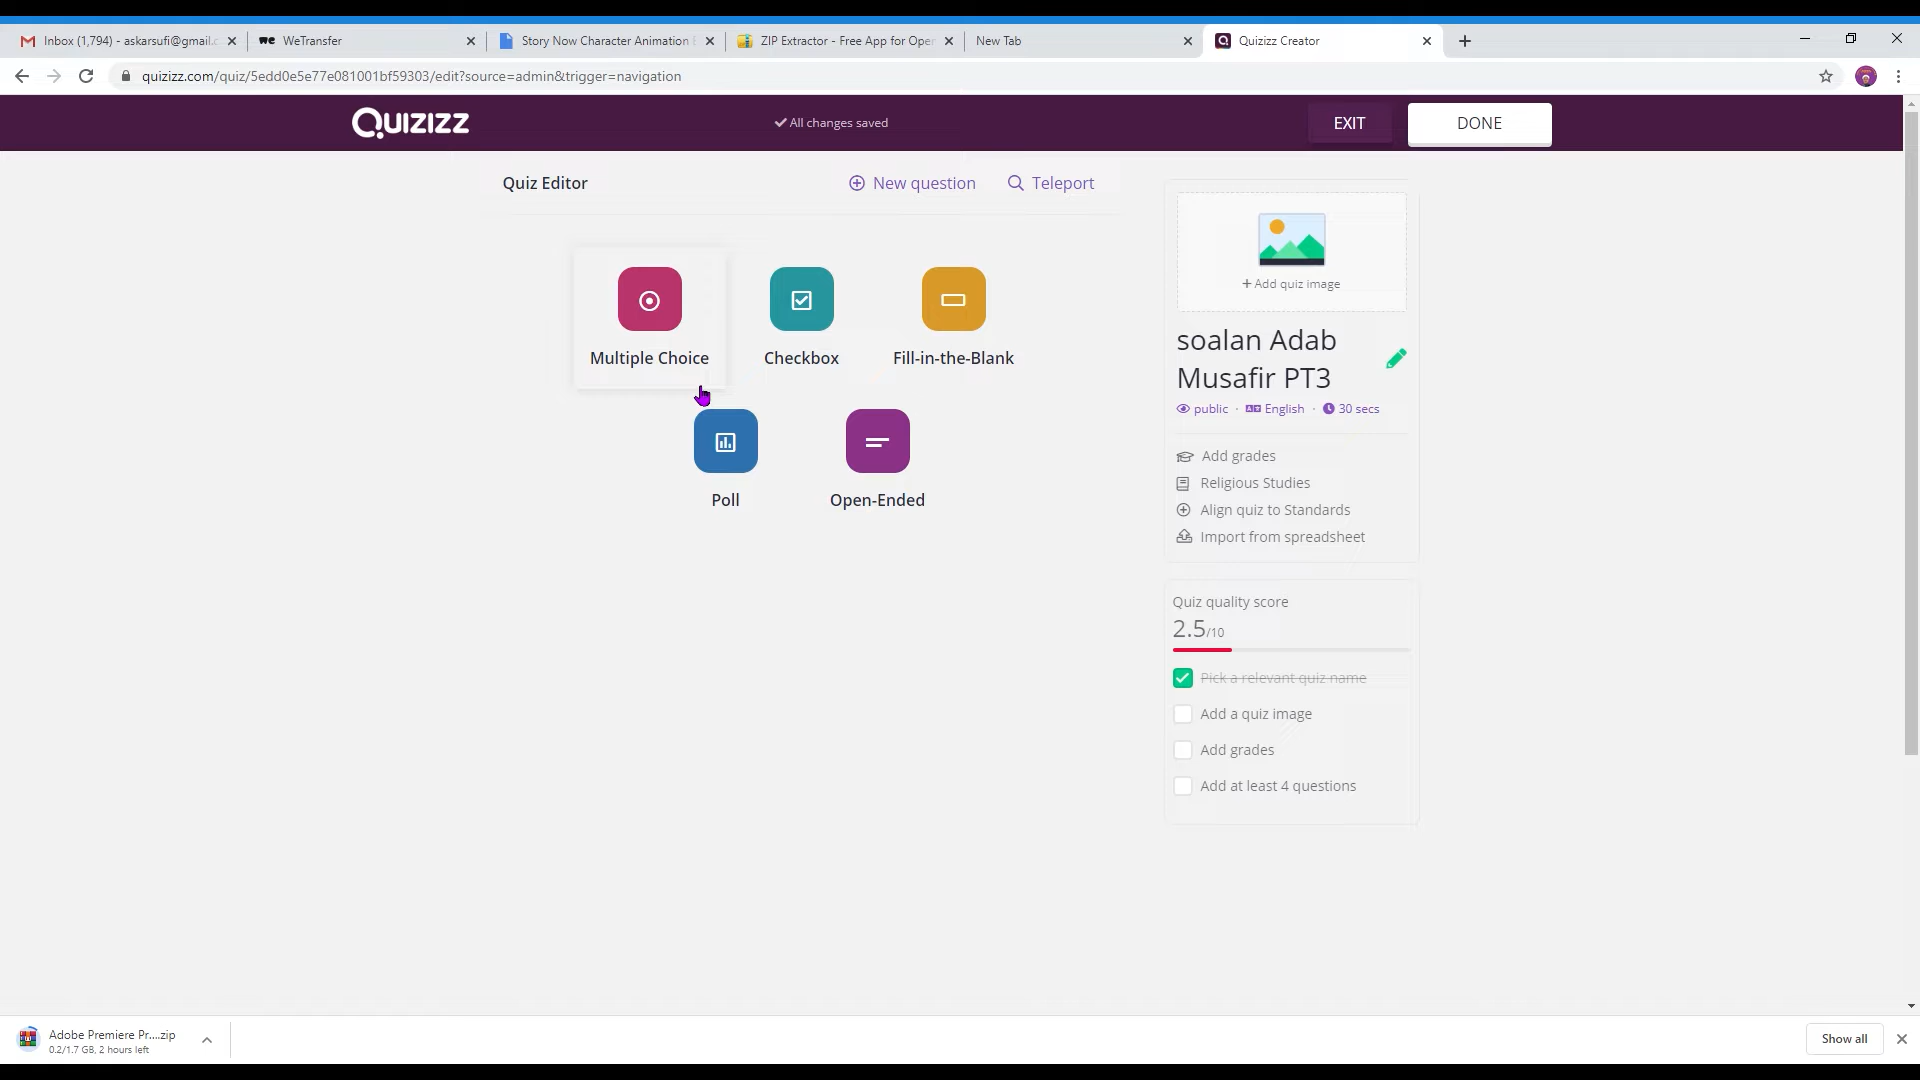 Inbox (1,794) - askarsufi@gmail.c
WeTransfer
Story Now Character Animation E
ZIP Extractor - Free App for Oper
New Tab
Quizizz Creator
quizizz.com/quiz/5edd0e5e77e081001bf59303/edit?source=admin&trigger=navigation
Quizizz
All changes saved
EXIT
DONE
Quiz Editor
New question
Teleport
Multiple Choice
Checkbox
Fill-in-the-Blank
Poll
Open-Ended
+ Add quiz image
soalan Adab
Musafir PT3
public · English · 30 secs
Add grades
Religious Studies
Align quiz to Standards
Import from spreadsheet
Quiz quality score
2.5/10
Pick a relevant quiz name
Add a quiz image
Add grades
Add at least 4 questions
Adobe Premiere Pr....zip
0.2/1.7 GB, 2 hours left
Show all